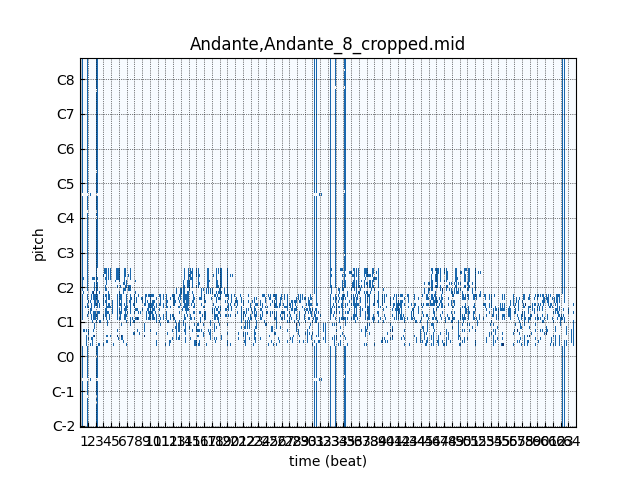 Andante,Andante_8_cropped.mid
C8
C7
C6
C5
C4
C3
C2
C1
C0
C-1
C-2
pitch
time (beat)